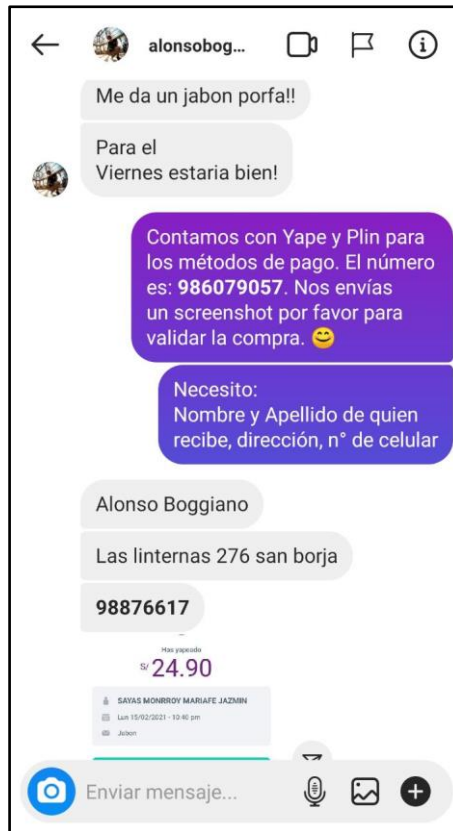 alonsobog...
Me da un jabon porfa!!
Para el
Viernes estaria bien!
Contamos con Yape y Plin para
los métodos de pago. El número
es: 986079057. Nos envías
un screenshot por favor para
validar la compra. 😊
Necesito:
Nombre y Apellido de quien
recibe, dirección, n° de celular
Alonso Boggiano
Las linternas 276 san borja
98876617
Has yapeado
S/ 24.90
SAYAS MONRROY MARIAFE JAZMIN
Lun 15/02/2021 - 10:40 pm
Jabon
Enviar mensaje...